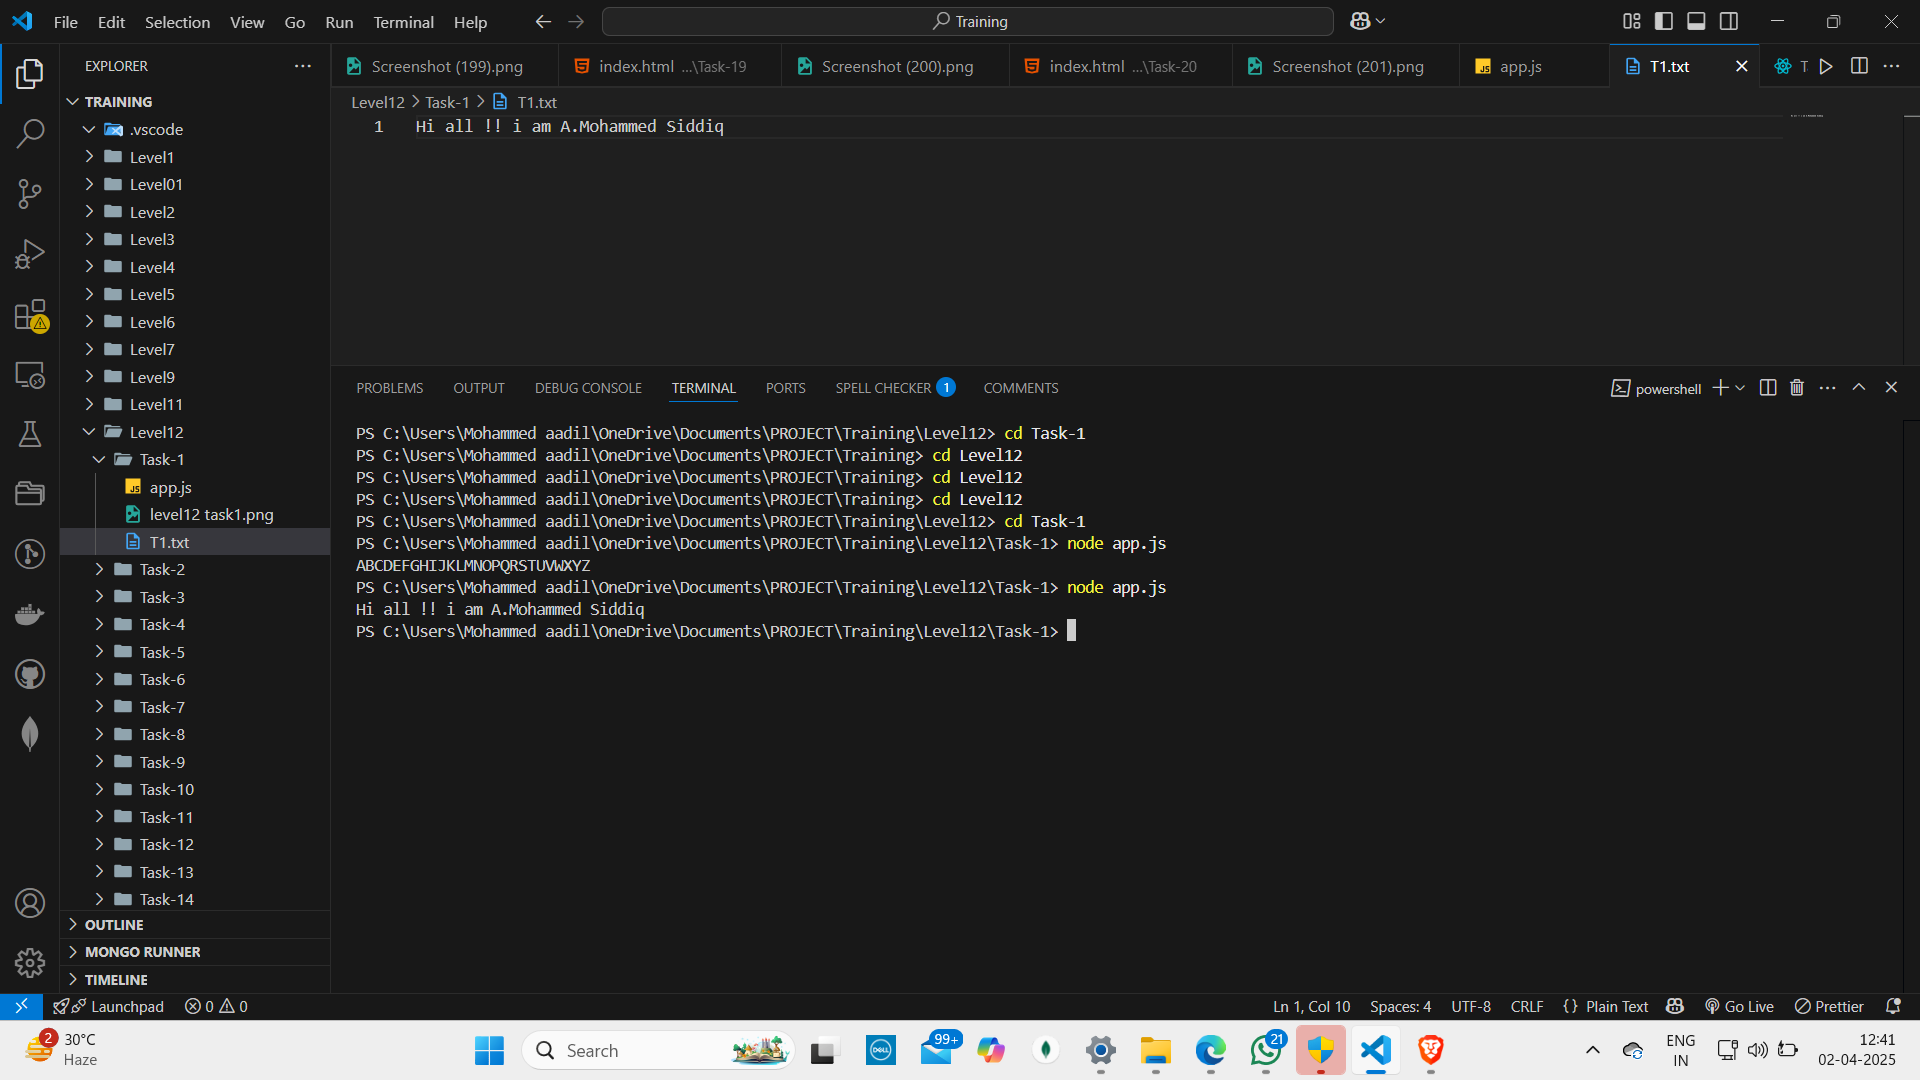 File Edit Selection View Go Run Terminal Help
Training
EXPLORER
Screenshot (199).png
index.html ...\Task-19
Screenshot (200).png
index.html ...\Task-20
Screenshot (201).png
app.js
T1.txt
T
TRAINING
.vscode
Level1
Level01
Level2
Level3
Level4
Level5
Level6
Level7
Level9
Level11
Level12
Task-1
app.js
level12 task1.png
T1.txt
Task-2
Task-3
Task-4
Task-5
Task-6
Task-7
Task-8
Task-9
Task-10
Task-11
Task-12
Task-13
Task-14
OUTLINE
MONGO RUNNER
TIMELINE
Level12 > Task-1 > T1.txt
1 Hi all !! i am A.Mohammed Siddiq
PROBLEMS OUTPUT DEBUG CONSOLE TERMINAL PORTS SPELL CHECKER 1 COMMENTS
powershell
PS C:\Users\Mohammed aadil\OneDrive\Documents\PROJECT\Training\Level12> cd Task-1
PS C:\Users\Mohammed aadil\OneDrive\Documents\PROJECT\Training> cd Level12
PS C:\Users\Mohammed aadil\OneDrive\Documents\PROJECT\Training> cd Level12
PS C:\Users\Mohammed aadil\OneDrive\Documents\PROJECT\Training> cd Level12
PS C:\Users\Mohammed aadil\OneDrive\Documents\PROJECT\Training\Level12> cd Task-1
PS C:\Users\Mohammed aadil\OneDrive\Documents\PROJECT\Training\Level12\Task-1> node app.js
ABCDEFGHIJKLMNOPQRSTUVWXYZ
PS C:\Users\Mohammed aadil\OneDrive\Documents\PROJECT\Training\Level12\Task-1> node app.js
Hi all !! i am A.Mohammed Siddiq
PS C:\Users\Mohammed aadil\OneDrive\Documents\PROJECT\Training\Level12\Task-1>
Launchpad 0 0
Ln 1, Col 10 Spaces: 4 UTF-8 CRLF {} Plain Text Go Live Prettier
2
30°C
Haze
Search
DELL
99+
21
ENG
IN
12:41
02-04-2025